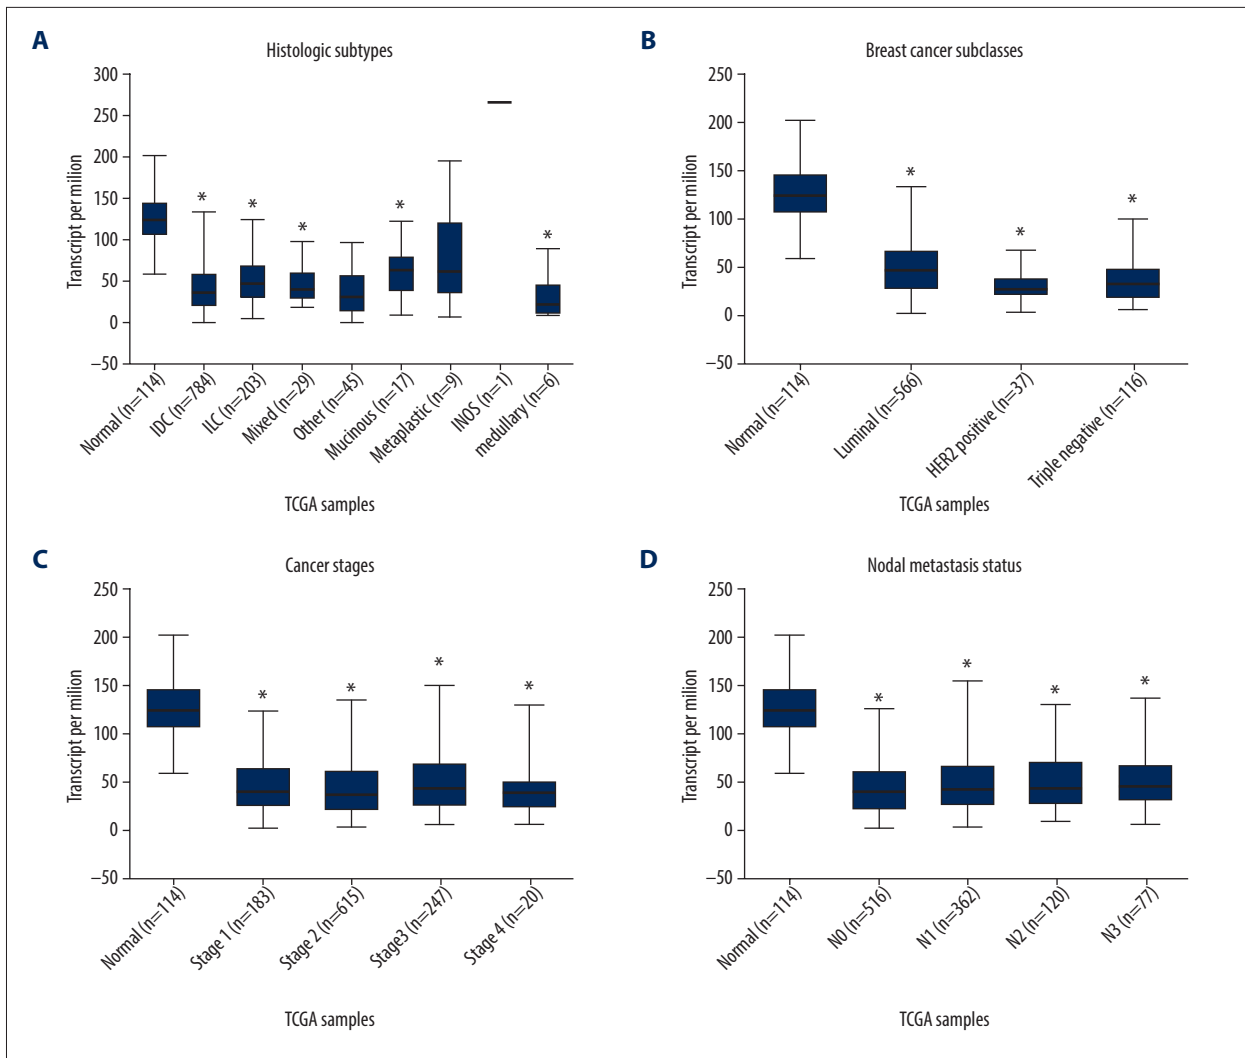 A
Histologic subtypes
Transcript per milion
300
250
200
150
100
50
0
−50
*
*
*
*
*
Normal (n=114)
IDC (n=784)
ILC (n=203)
Mixed (n=29)
Other (n=45)
Mucinous (n=17)
Metaplastic (n=9)
INOS (n=1)
medullary (n=6)
TCGA samples
B
Breast cancer subclasses
Transcript per milion
250
200
150
100
50
0
−50
*
*
*
Normal (n=114)
Luminal (n=566)
HER2 positive (n=37)
Triple negative (n=116)
TCGA samples
C
Cancer stages
Transcript per milion
250
200
150
100
50
0
−50
*
*
*
*
Normal (n=114)
Stage 1 (n=183)
Stage 2 (n=615)
Stage3 (n=247)
Stage 4 (n=20)
TCGA samples
D
Nodal metastasis status
Transcript per milion
250
200
150
100
50
0
−50
*
*
*
*
Normal (n=114)
N0 (n=516)
N1 (n=362)
N2 (n=120)
N3 (n=77)
TCGA samples